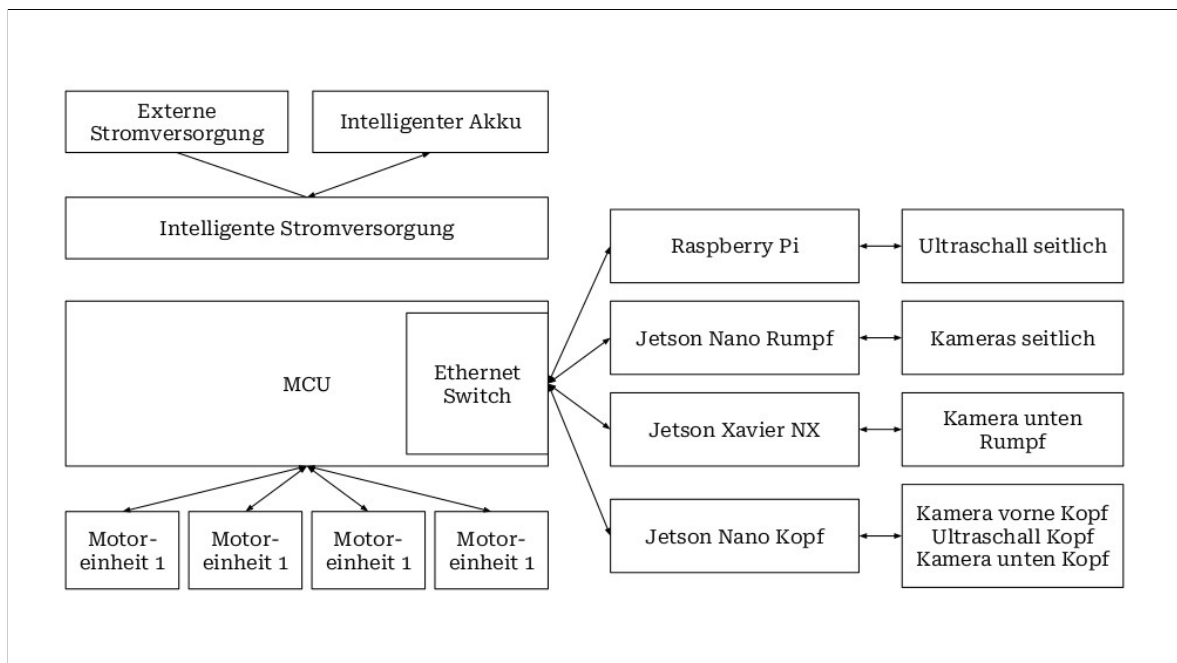 Externe
Stromversorgung
Intelligenter Akku
Intelligente Stromversorgung
MCU
Ethernet
Switch
Motor-
einheit 1
Motor-
einheit 1
Motor-
einheit 1
Motor-
einheit 1
Raspberry Pi
Ultraschall seitlich
Jetson Nano Rumpf
Kameras seitlich
Jetson Xavier NX
Kamera unten
Rumpf
Jetson Nano Kopf
Kamera vorne Kopf
Ultraschall Kopf
Kamera unten Kopf